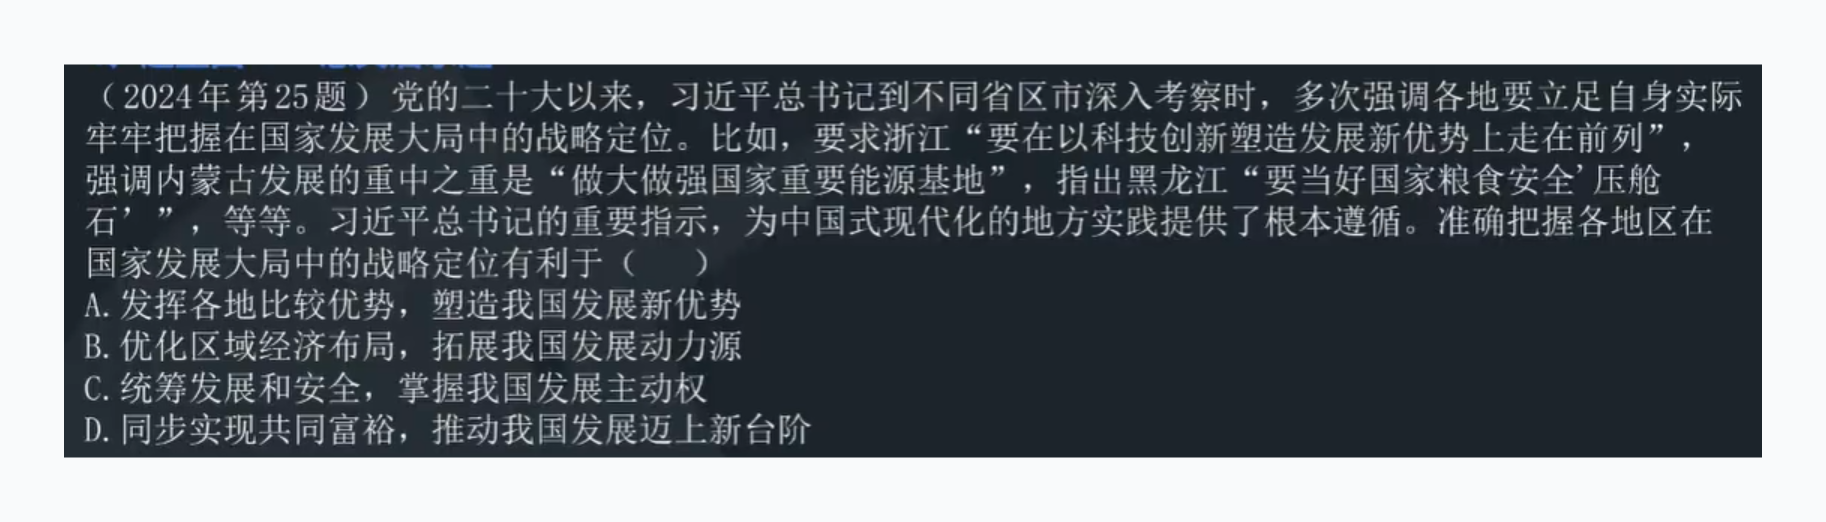 （2024年第25题）党的二十大以来，习近平总书记到不同省区市深入考察时，多次强调各地要立足自身实际
牢牢把握在国家发展大局中的战略定位。比如，要求浙江“要在以科技创新塑造发展新优势上走在前列”，
强调内蒙古发展的重中之重是“做大做强国家重要能源基地”，指出黑龙江“要当好国家粮食安全’压舱
石’”，等等。习近平总书记的重要指示，为中国式现代化的地方实践提供了根本遵循。准确把握各地区在
国家发展大局中的战略定位有利于（　　）
A.发挥各地比较优势，塑造我国发展新优势
B.优化区域经济布局，拓展我国发展动力源
C.统筹发展和安全，掌握我国发展主动权
D.同步实现共同富裕，推动我国发展迈上新台阶